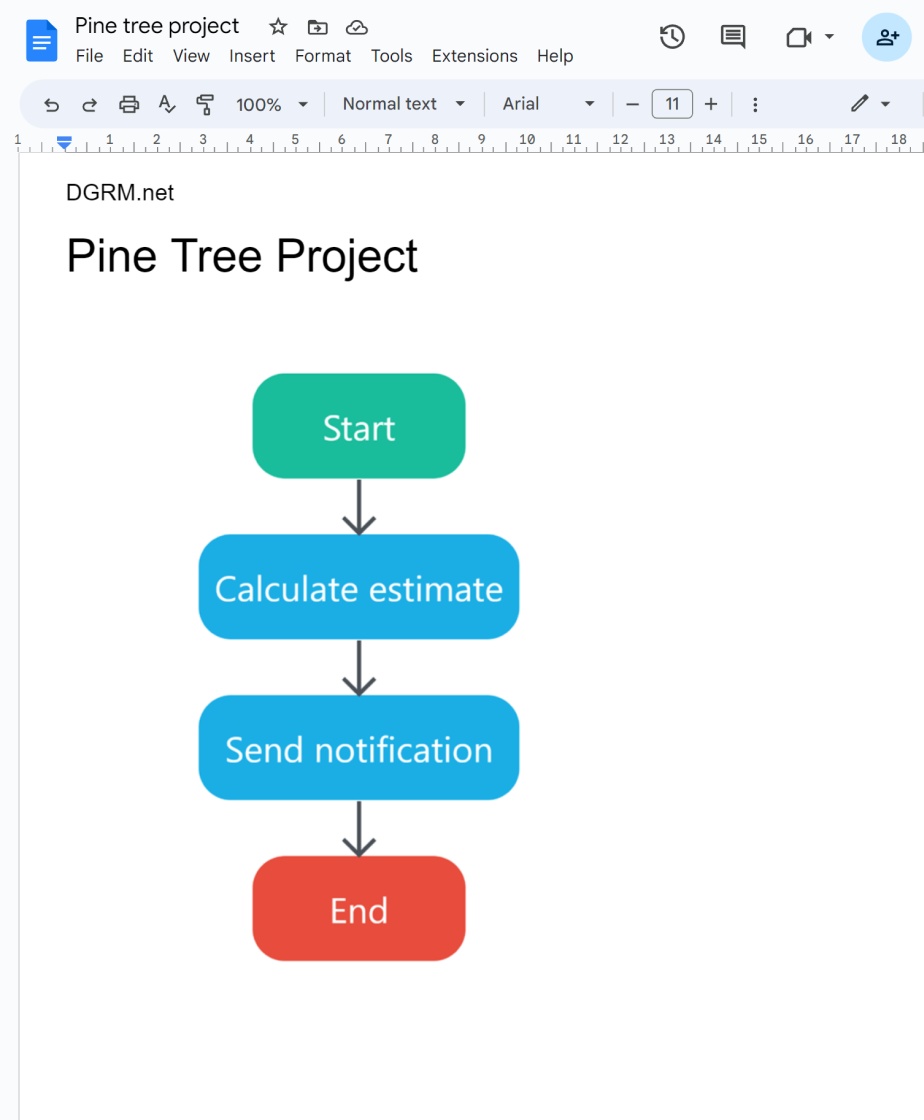 Pine tree project
File Edit View Insert Format Tools Extensions Help
100% Normal text Arial 11
1 1 2 3 4 5 6 7 8 9 10 11 12 13 14 15 16 17 18
DGRM.net
Pine Tree Project
Start
Calculate estimate
Send notification
End